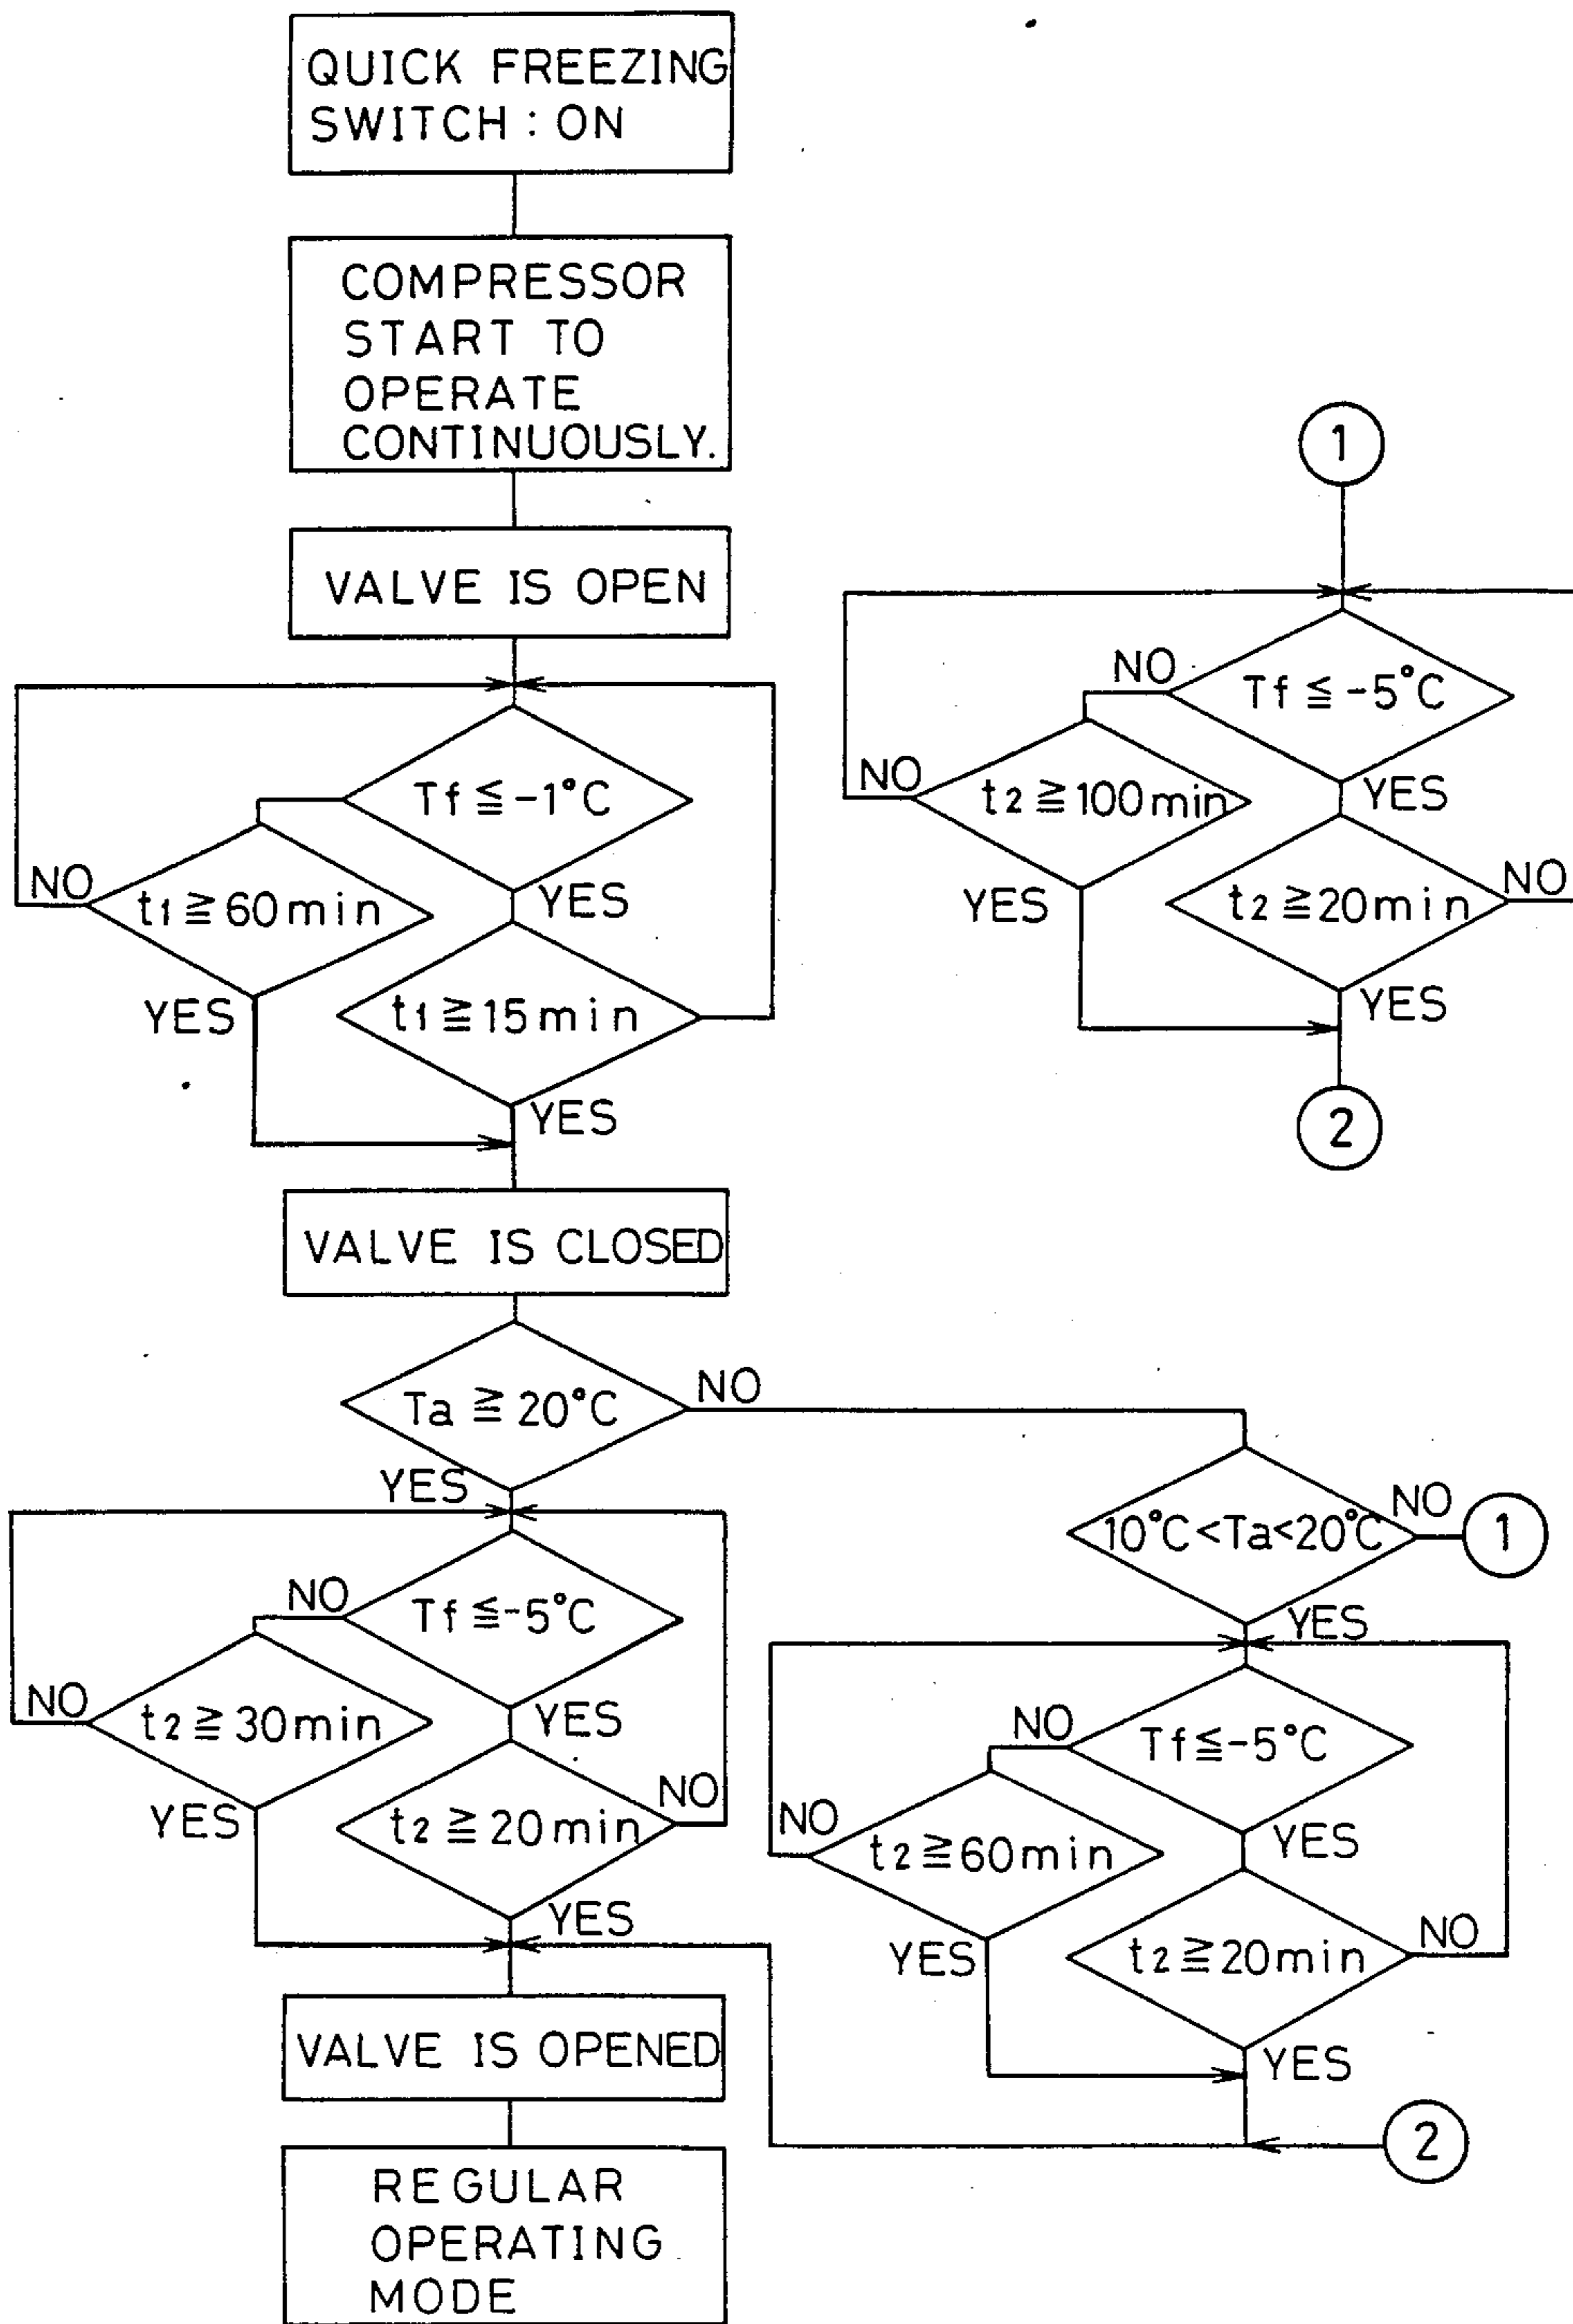 QUICK FREEZING
SWITCH : ON
COMPRESSOR
START TO
OPERATE
CONTINUOUSLY.
VALVE IS OPEN
Tf ≦ -1°C
NO
t1 ≧ 60 min
YES
YES
t1 ≧ 15 min
YES
VALVE IS CLOSED
Ta ≧ 20°C
NO
YES
Tf ≦ -5°C
NO
NO
t2 ≧ 30 min
YES
YES
t2 ≧ 20 min
NO
YES
VALVE IS OPENED
REGULAR
OPERATING
MODE
1
Tf ≦ -5°C
NO
NO
t2 ≧ 100 min
YES
YES
t2 ≧ 20 min
NO
YES
2
10°C < Ta < 20°C
NO
1
YES
Tf ≦ -5°C
NO
NO
t2 ≧ 60 min
YES
YES
t2 ≧ 20 min
NO
YES
2